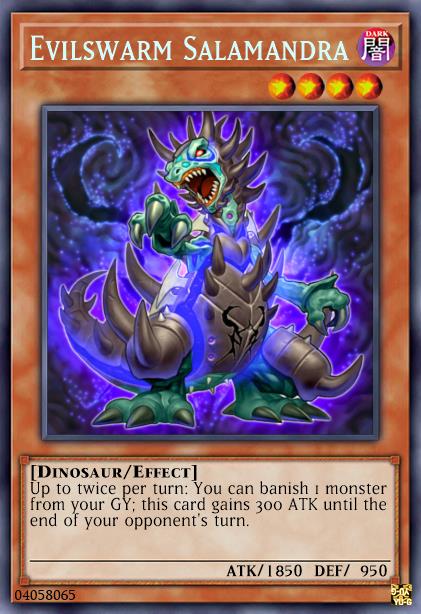 Evilswarm Salamandra
DARK
闇
[Dinosaur/Effect]
Up to twice per turn: You can banish 1 monster
from your GY; this card gains 300 ATK until the
end of your opponent's turn.
ATK/1850 DEF/ 950
04058065